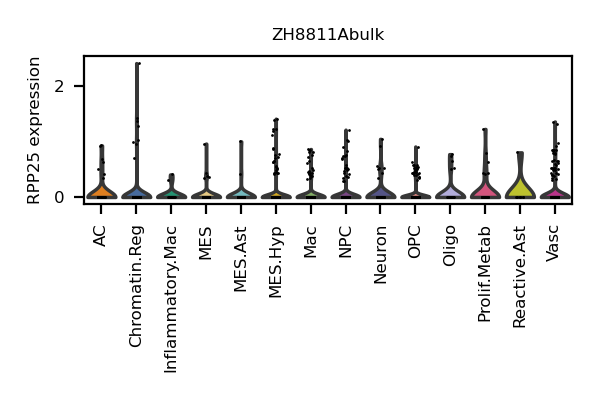 ZH8811Abulk
RPP25 expression
2
0
AC
Chromatin.Reg
Inflammatory.Mac
MES
MES.Ast
MES.Hyp
Mac
NPC
Neuron
OPC
Oligo
Prolif.Metab
Reactive.Ast
Vasc